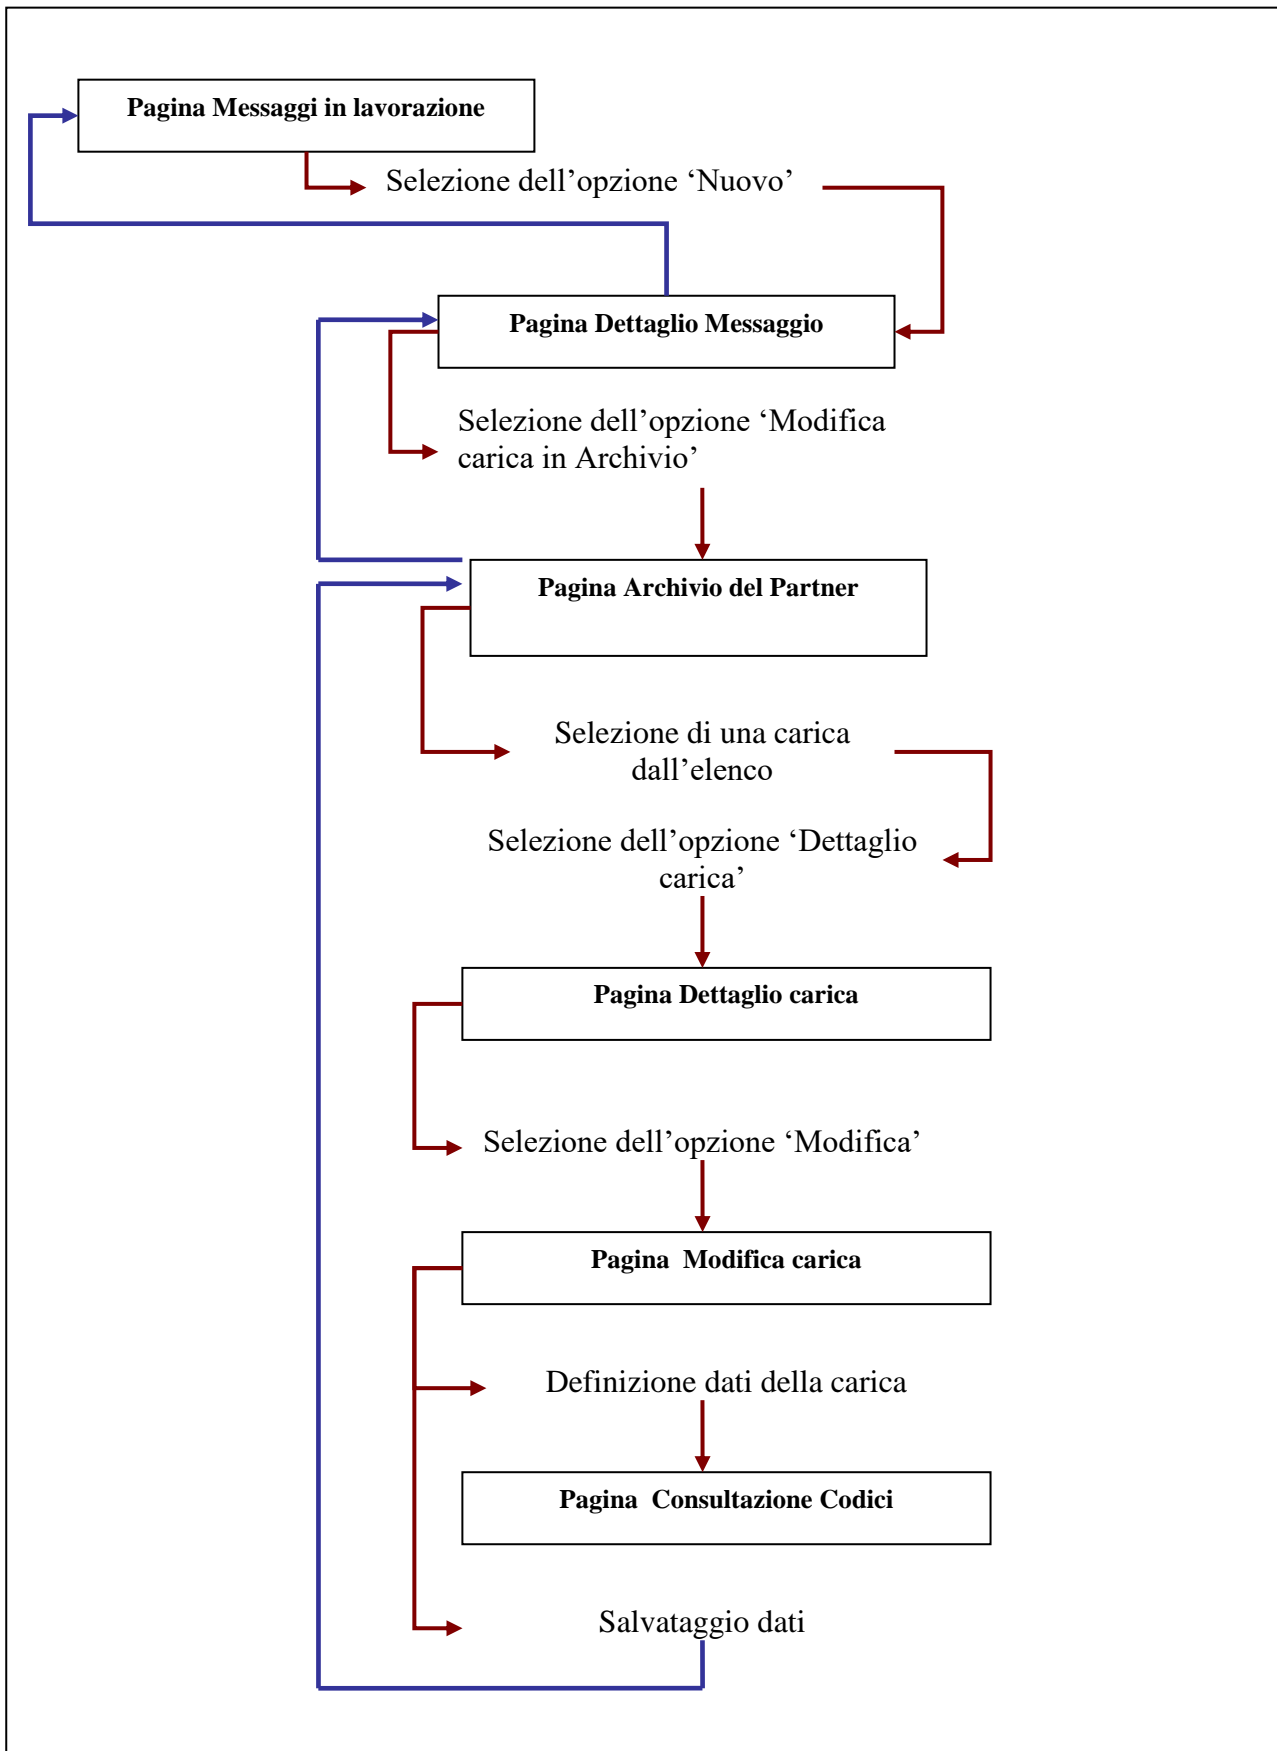 Pagina Messaggi in lavorazione
Selezione dell’opzione ‘Nuovo’
Pagina Dettaglio Messaggio
Selezione dell’opzione ‘Modifica
carica in Archivio’
Pagina Archivio del Partner
Selezione di una carica
dall’elenco
Selezione dell’opzione ‘Dettaglio
carica’
Pagina Dettaglio carica
Selezione dell’opzione ‘Modifica’
Pagina  Modifica carica
Definizione dati della carica
Pagina  Consultazione Codici
Salvataggio dati